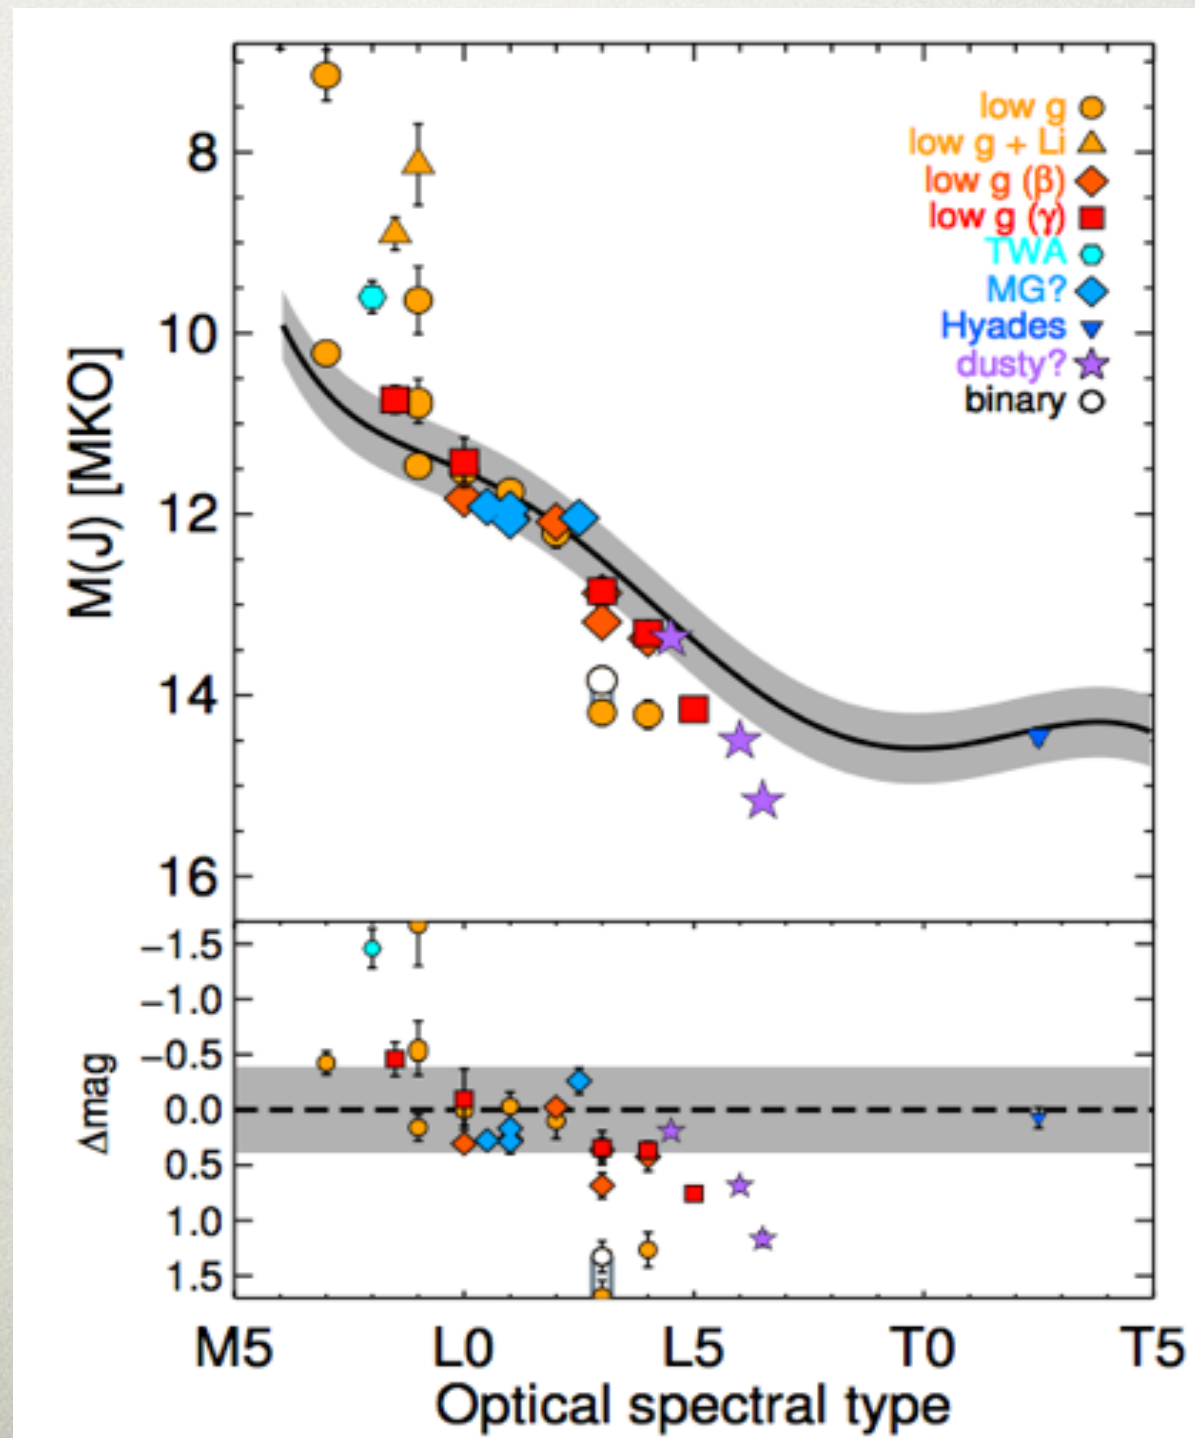 low g
low g + Li
low g (β)
low g (γ)
TWA
MG?
Hyades
dusty?
binary
8
10
12
14
16
M(J) [MKO]
−1.5
−1.0
−0.5
0.0
0.5
1.0
1.5
Δmag
M5 L0 L5 T0 T5
Optical spectral type